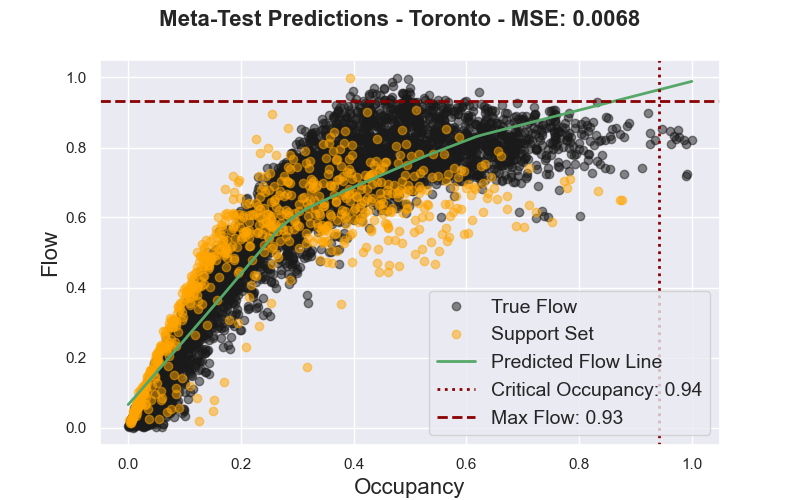 Meta-Test Predictions - Toronto - MSE: 0.0068
Flow
1.0
0.8
0.6
0.4
0.2
0.0
0.0
0.2
0.4
0.6
0.8
1.0
Occupancy
True Flow
Support Set
Predicted Flow Line
Critical Occupancy: 0.94
Max Flow: 0.93